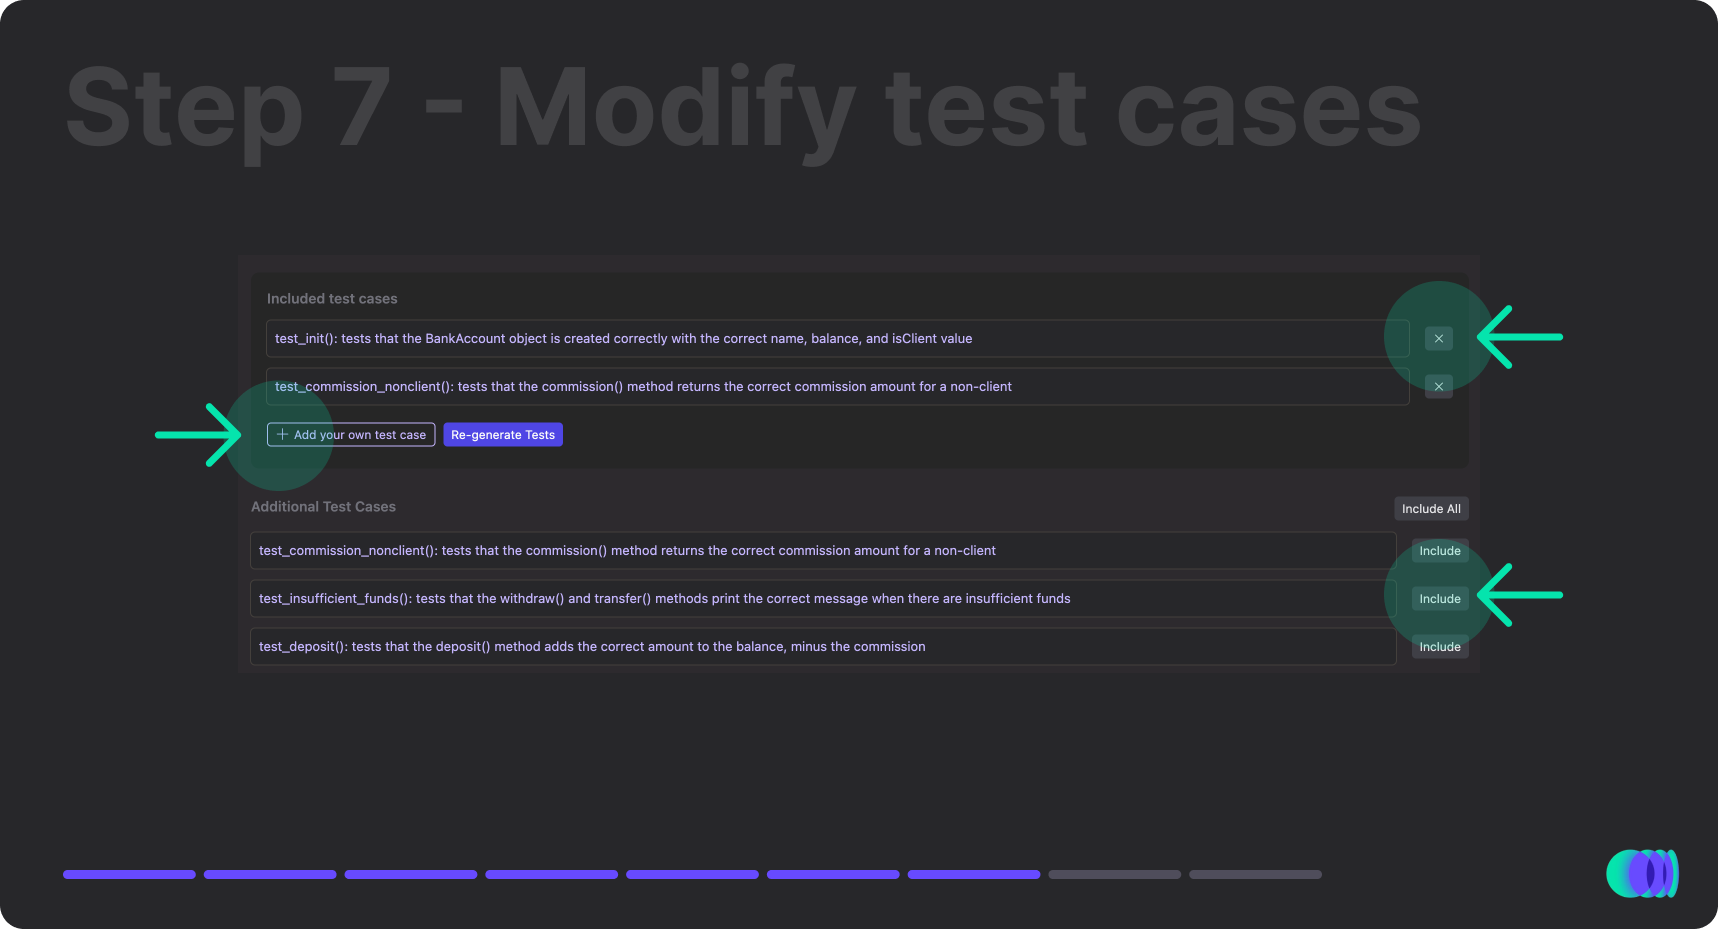 Step 7 - Modify test cases
Included test cases
test_init(): tests that the BankAccount object is created correctly with the correct name, balance, and isClient value
test_commission_nonclient(): tests that the commission() method returns the correct commission amount for a non-client
Add your own test case Re-generate Tests
Additional Test Cases Include All
test_commission_nonclient(): tests that the commission() method returns the correct commission amount for a non-client Include
test_insufficient_funds(): tests that the withdraw() and transfer() methods print the correct message when there are insufficient funds Include
test_deposit(): tests that the deposit() method adds the correct amount to the balance, minus the commission Include